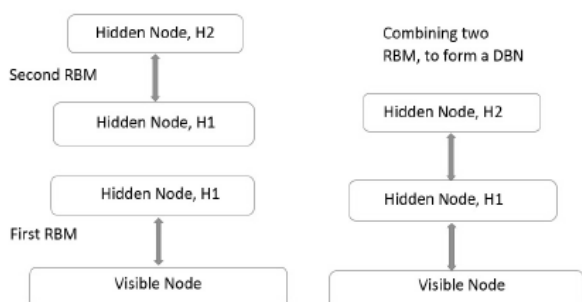 Hidden Node, H2
Second RBM
Hidden Node, H1
Hidden Node, H1
First RBM
Visible Node
Combining two
RBM, to form a DBN
Hidden Node, H2
Hidden Node, H1
Visible Node